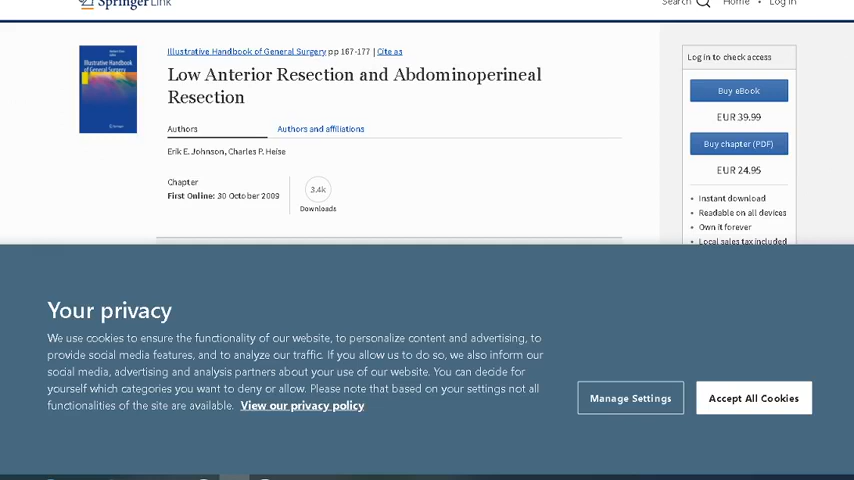 Springer Link
Search Home • Log in
Illustrative Handbook of General Surgery pp 167-177 | Cite as
Low Anterior Resection and Abdominoperineal
Resection
Authors Authors and affiliations
Erik E. Johnson, Charles P. Heise
Chapter
First Online: 30 October 2009
3.4k
Downloads
Illustrative Handbook
of General Surgery
Springer
Log in to check access
Buy eBook
EUR 39.99
Buy chapter (PDF)
EUR 24.95
• Instant download
• Readable on all devices
• Own it forever
• Local sales tax included
Your privacy
We use cookies to ensure the functionality of our website, to personalize content and advertising, to
provide social media features, and to analyze our traffic. If you allow us to do so, we also inform our
social media, advertising and analysis partners about your use of our website. You can decide for
yourself which categories you want to deny or allow. Please note that based on your settings not all
functionalities of the site are available. View our privacy policy
Manage Settings
Accept All Cookies